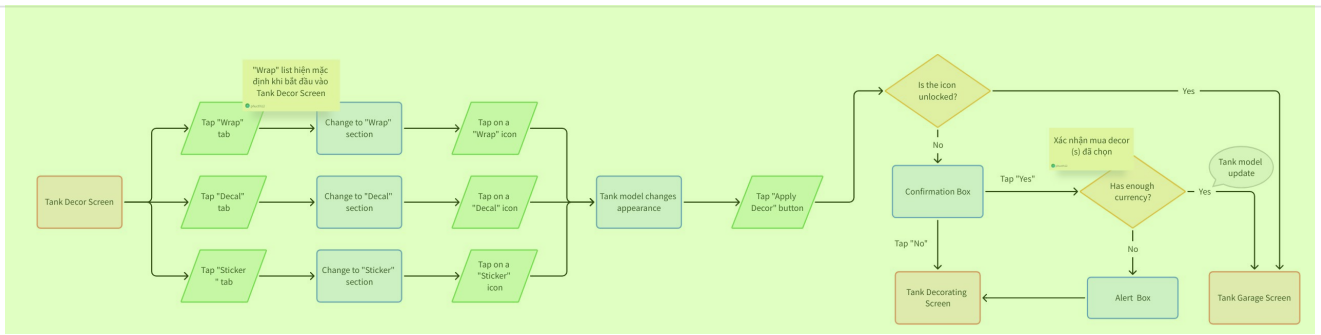 "Wrap" list hiện mặc
định khi bắt đầu vào
Tank Decor Screen
Tap "Wrap"
tab
Change to "Wrap"
section
Tap on a
"Wrap" icon
Tank Decor Screen
Tap "Decal"
tab
Change to "Decal"
section
Tap on a
"Decal" icon
Tap "Sticker
" tab
Change to "Sticker"
section
Tap on a
"Sticker"
icon
Tank model changes
appearance
Tap "Apply
Decor" button
Is the icon
unlocked?
Yes
No
Confirmation Box
Tap "Yes"
Xác nhận mua decor
(s) đã chọn
Has enough
currency?
Yes
Tank model
update
Tap "No"
No
Tank Decorating
Screen
Alert Box
Tank Garage Screen